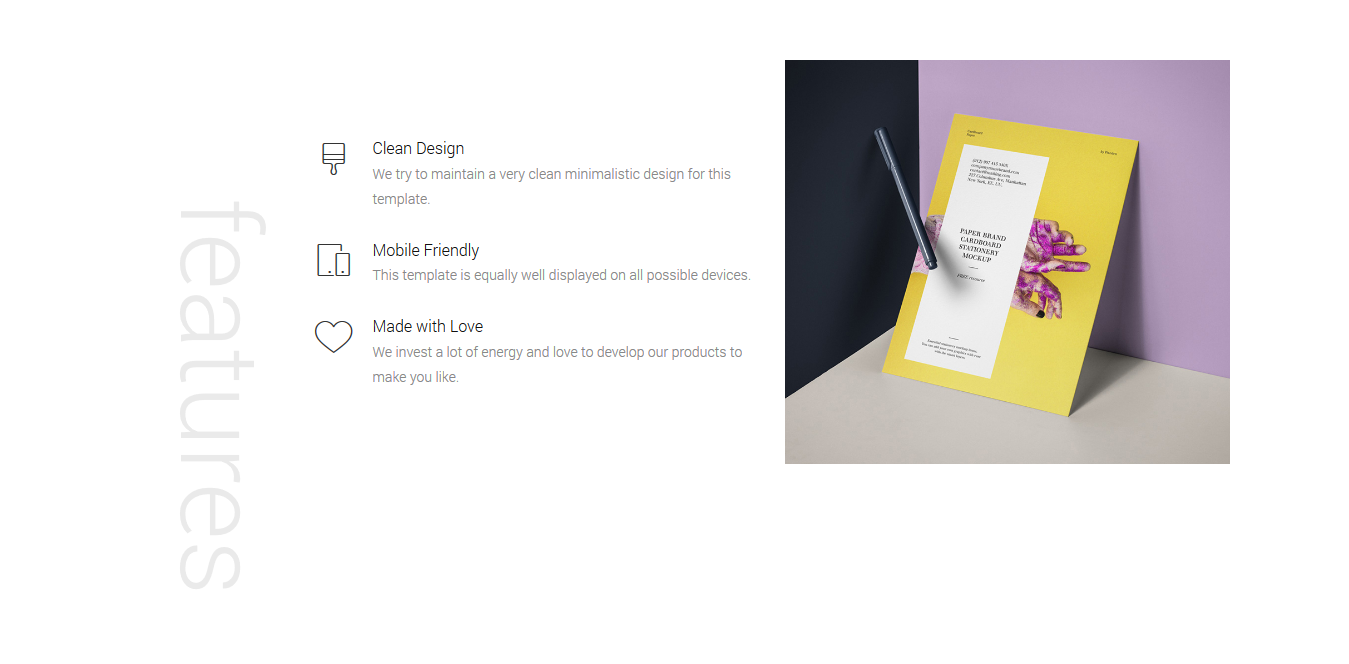 features
Clean Design
We try to maintain a very clean minimalistic design for this
template.
Mobile Friendly
This template is equally well displayed on all possible devices.
Made with Love
We invest a lot of energy and love to develop our products to
make you like.
PAPER BRAND
CARDBOARD
STATIONERY
MOCKUP